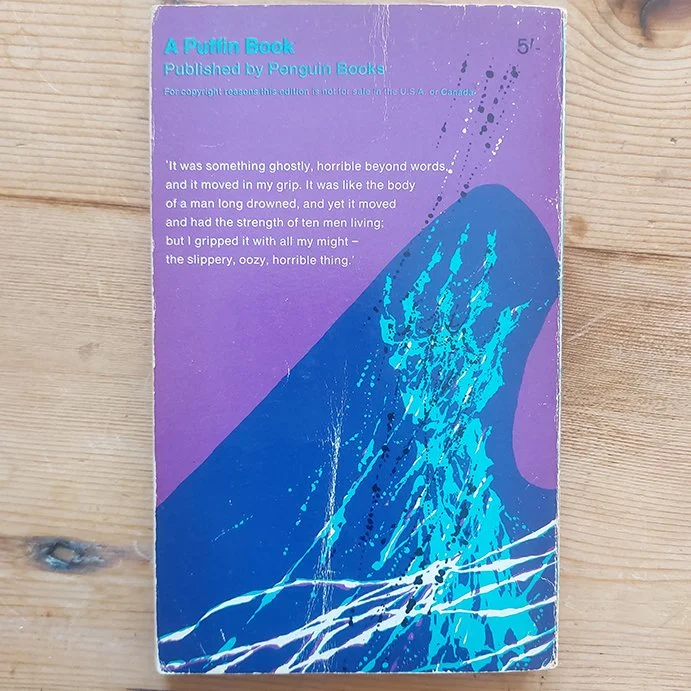 A Puffin Book
5/-
Published by Penguin Books
For copyright reasons this edition is not for sale in the U.S.A. or Canada.
'It was something ghostly, horrible beyond words,
and it moved in my grip. It was like the body
of a man long drowned, and yet it moved
and had the strength of ten men living;
but I gripped it with all my might –
the slippery, oozy, horrible thing.'